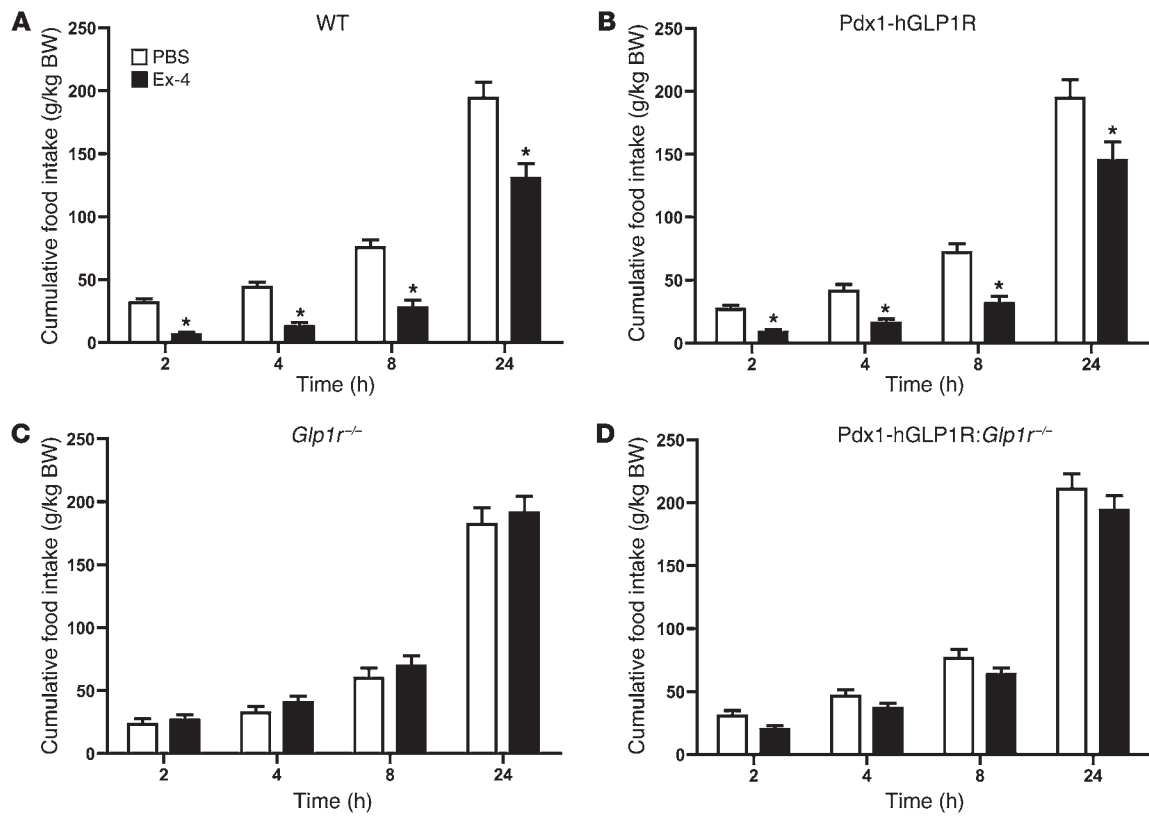 A
WT
Cumulative food intake (g/kg BW)
250
200
150
100
50
0
PBS
Ex-4
*
*
*
*
2
4
8
24
Time (h)
B
Pdx1-hGLP1R
Cumulative food intake (g/kg BW)
250
200
150
100
50
0
*
*
*
*
2
4
8
24
Time (h)
C
Glp1r–/–
Cumulative food intake (g/kg BW)
250
200
150
100
50
0
2
4
8
24
Time (h)
D
Pdx1-hGLP1R:Glp1r–/–
Cumulative food intake (g/kg BW)
250
200
150
100
50
0
2
4
8
24
Time (h)